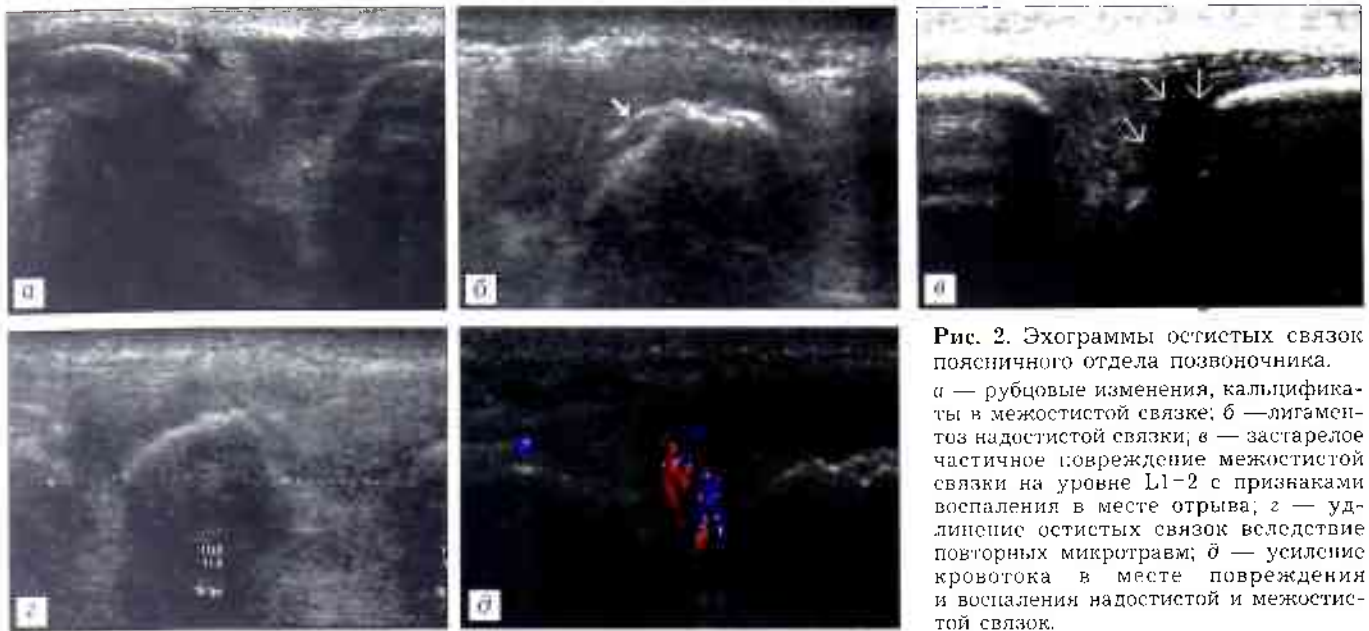 а
б
в
Рис. 2. Эхограммы остистых связок
поясничного отдела позвоночника.
а — рубцовые изменения, кальцифика-
ты в межостистой связке; б —лигамен-
тоз надостистой связки; в — застарелое
частичное повреждение межостистой
связки на уровне L1–2 с признаками
воспаления в месте отрыва; г — уд-
линение остистых связок вследствие
повторных микротравм; д — усиление
кровотока в месте повреждения
и воспаления надостистой и межостис-
той связок.
г
д